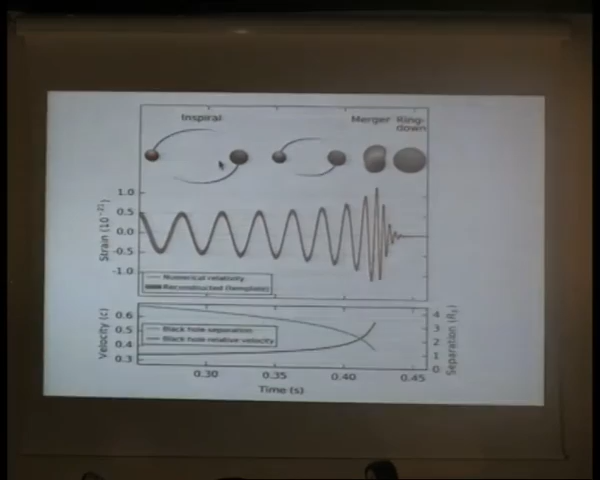 Inspiral
Merger Ring-
down
Strain (10⁻²¹)
1.0
0.5
0.0
-0.5
-1.0
Numerical relativity
Reconstructed (template)
Velocity (c)
0.6
0.5
0.4
0.3
Black hole separation
Black hole relative velocity
4
3
2
1
0
Separation (R
0.30
0.35
0.40
0.45
Time (s)